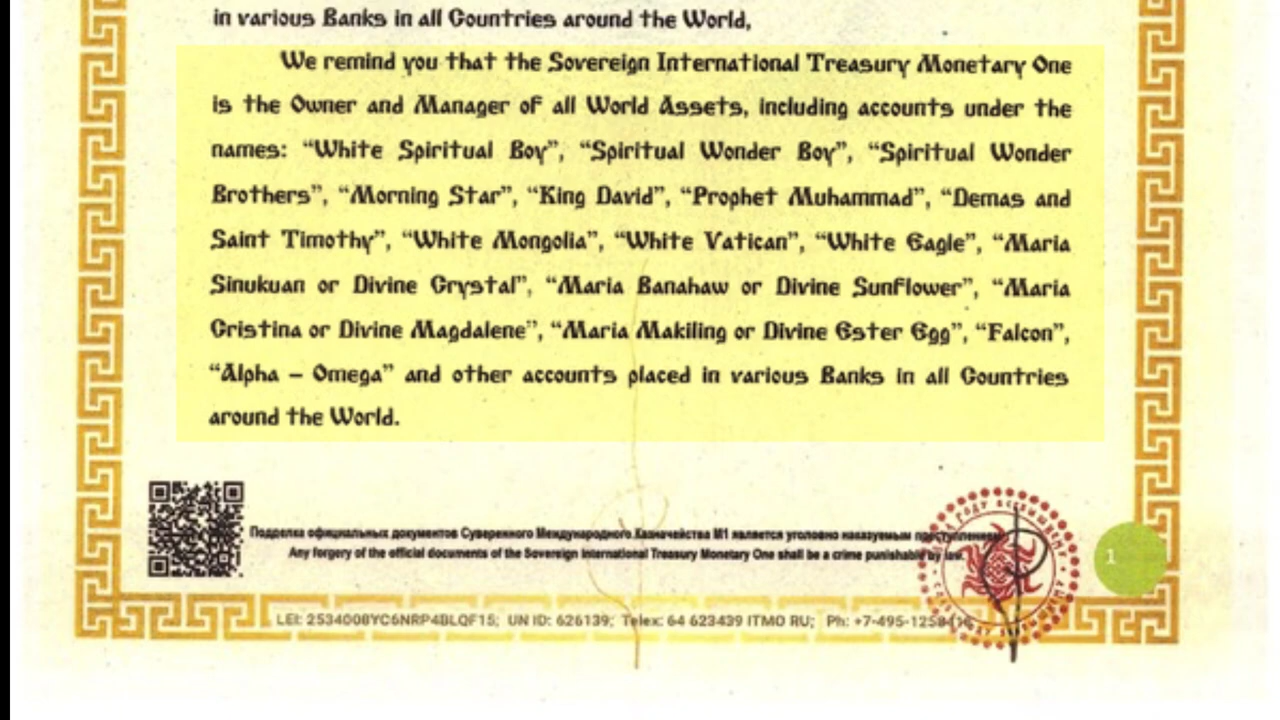 in various Banks in all Countries around the World,
We remind you that the Sovereign International Treasury Monetary One
is the Owner and Manager of all World Assets, including accounts under the
names: “White Spiritual Boy”, “Spiritual Wonder Boy”, “Spiritual Wonder
Brothers”, “Morning Star”, “King David”, “Prophet Muhammad”, “Demas and
Saint Timothy”, “White Mongolia”, “White Vatican”, “White Eagle”, “Maria
Sinukuan or Divine Crystal”, “Maria Banahaw or Divine Sunflower”, “Maria
Cristina or Divine Magdalene”, “Maria Makiling or Divine Ester Egg”, “Falcon”,
“Alpha – Omega” and other accounts placed in various Banks in all Countries
around the World.
Подделка официальных документов Суверенного Международного Казначейства М1 является уголовно наказуемым преступлением
Any forgery of the official documents of the Sovereign International Treasury Monetary One shall be a crime punishable by law.
1
LEI: 253400BYC6NRP4BLQF15; UN ID: 626139; Telex: 64 623439 ITMO RU; Ph: +7-495-1258